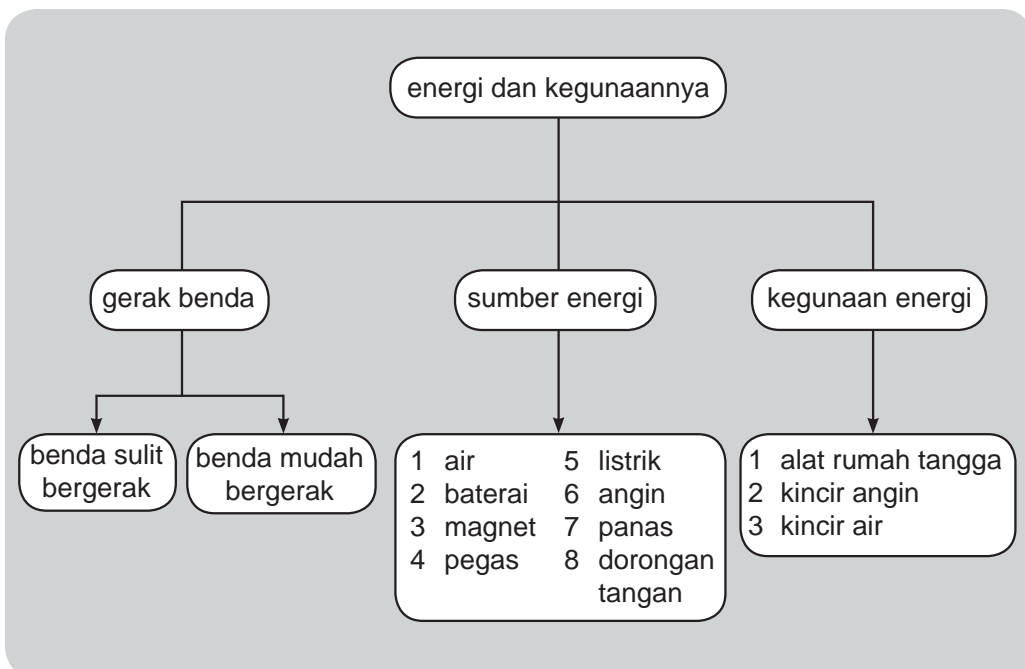 energi dan kegunaannya
gerak benda
sumber energi
kegunaan energi
benda sulit
bergerak
benda mudah
bergerak
1 air
2 baterai
3 magnet
4 pegas
5 listrik
6 angin
7 panas
8 dorongan
tangan
1 alat rumah tangga
2 kincir angin
3 kincir air